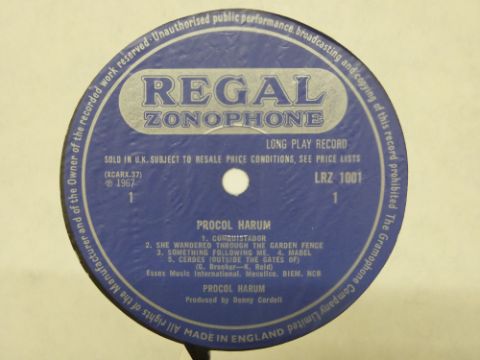 All rights of the Manufacturer and of the Owner of the recorded work reserved · Unauthorised public performance, broadcasting and copying of this record prohibited
The Gramophone Company Limited
REGAL
ZONOPHONE
LONG PLAY RECORD
SOLD IN U.K. SUBJECT TO RESALE PRICE CONDITIONS, SEE PRICE LISTS
(XCARX.37)
LRZ 1001
℗ 1967
1
1
PROCOL HARUM
1. CONQUISTADOR
2. SHE WANDERED THROUGH THE GARDEN FENCE
3. SOMETHING FOLLOWING ME. 4. MABEL
5. CERDES (OUTSIDE THE GATES OF)
(G. Brooker—K. Reid)
Essex Music International, Mecolico, BIEM, NCB
PROCOL HARUM
Produced by Denny Cordell
MADE IN ENGLAND